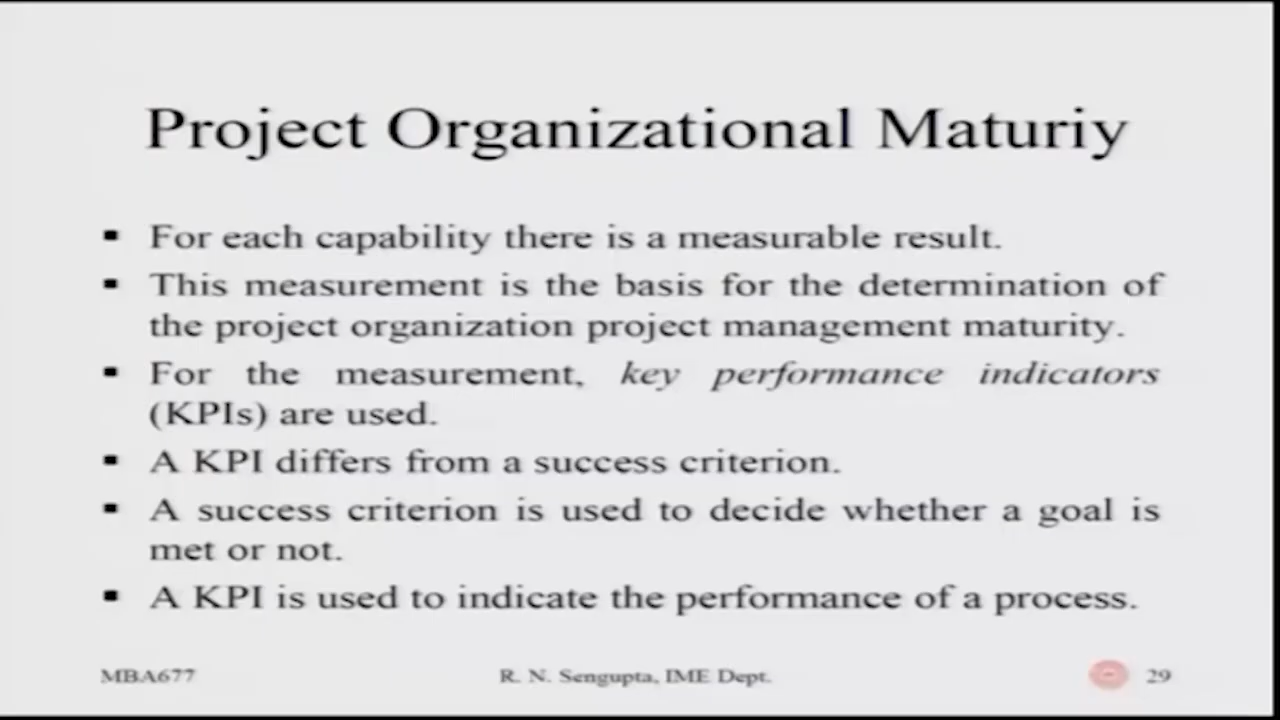 Project Organizational Maturiy
▪ For each capability there is a measurable result.
▪ This measurement is the basis for the determination of
the project organization project management maturity.
▪ For the measurement, key performance indicators
(KPIs) are used.
▪ A KPI differs from a success criterion.
▪ A success criterion is used to decide whether a goal is
met or not.
▪ A KPI is used to indicate the performance of a process.
MBA677 R. N. Sengupta, IME Dept. 29